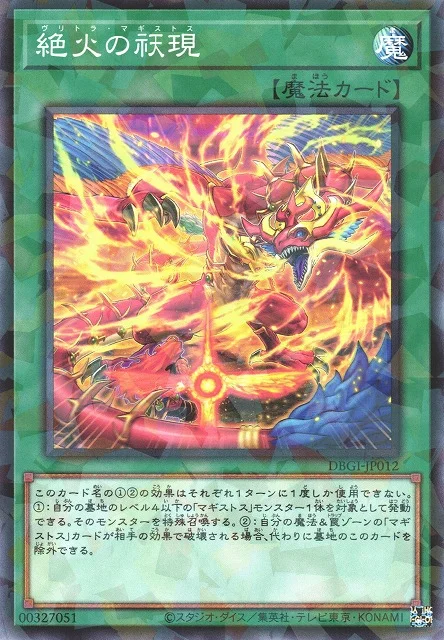 ヴリトラ・マギストス
絶火の祆現
魔
【魔法カード】
DBGI-JP012
このカード名の①②の効果はそれぞれ1ターンに1度しか使用できない。
①:自分の墓地のレベル4以下の「マギストス」モンスター1体を対象として発動
できる。そのモンスターを特殊召喚する。②:自分の魔法&罠ゾーンの「マギ
ストス」カードが相手の効果で破壊される場合、代わりに墓地のこのカードを
除外できる。
00327051
©スタジオ・ダイス/集英社・テレビ東京・KONAMI